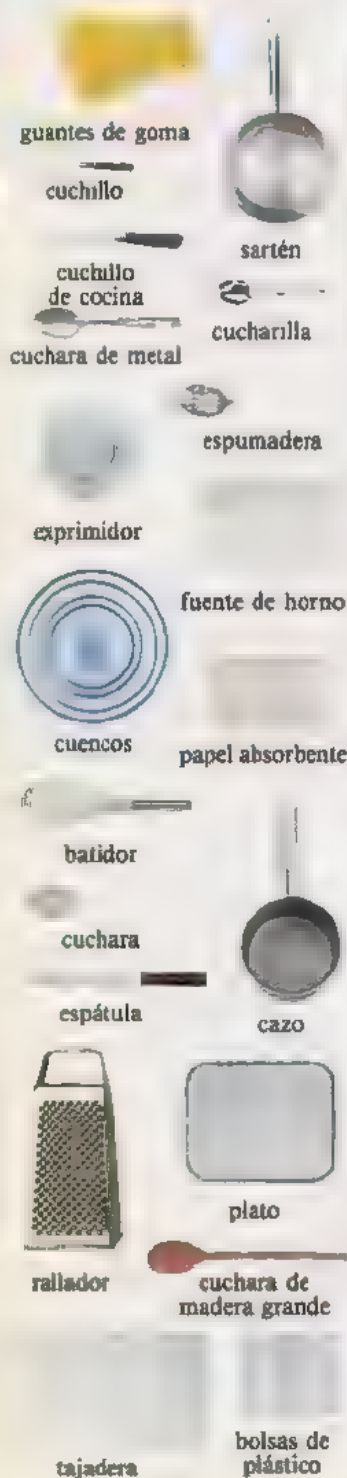 guantes de goma
cuchillo
sartén
cuchillo
de cocina
cucharilla
cuchara de metal
espumadera
exprimidor
fuente de horno
cuencos
papel absorbente
batidor
cuchara
espátula
cazo
plato
rallador
cuchara de
madera grande
tajadera
bolsas de
plástico